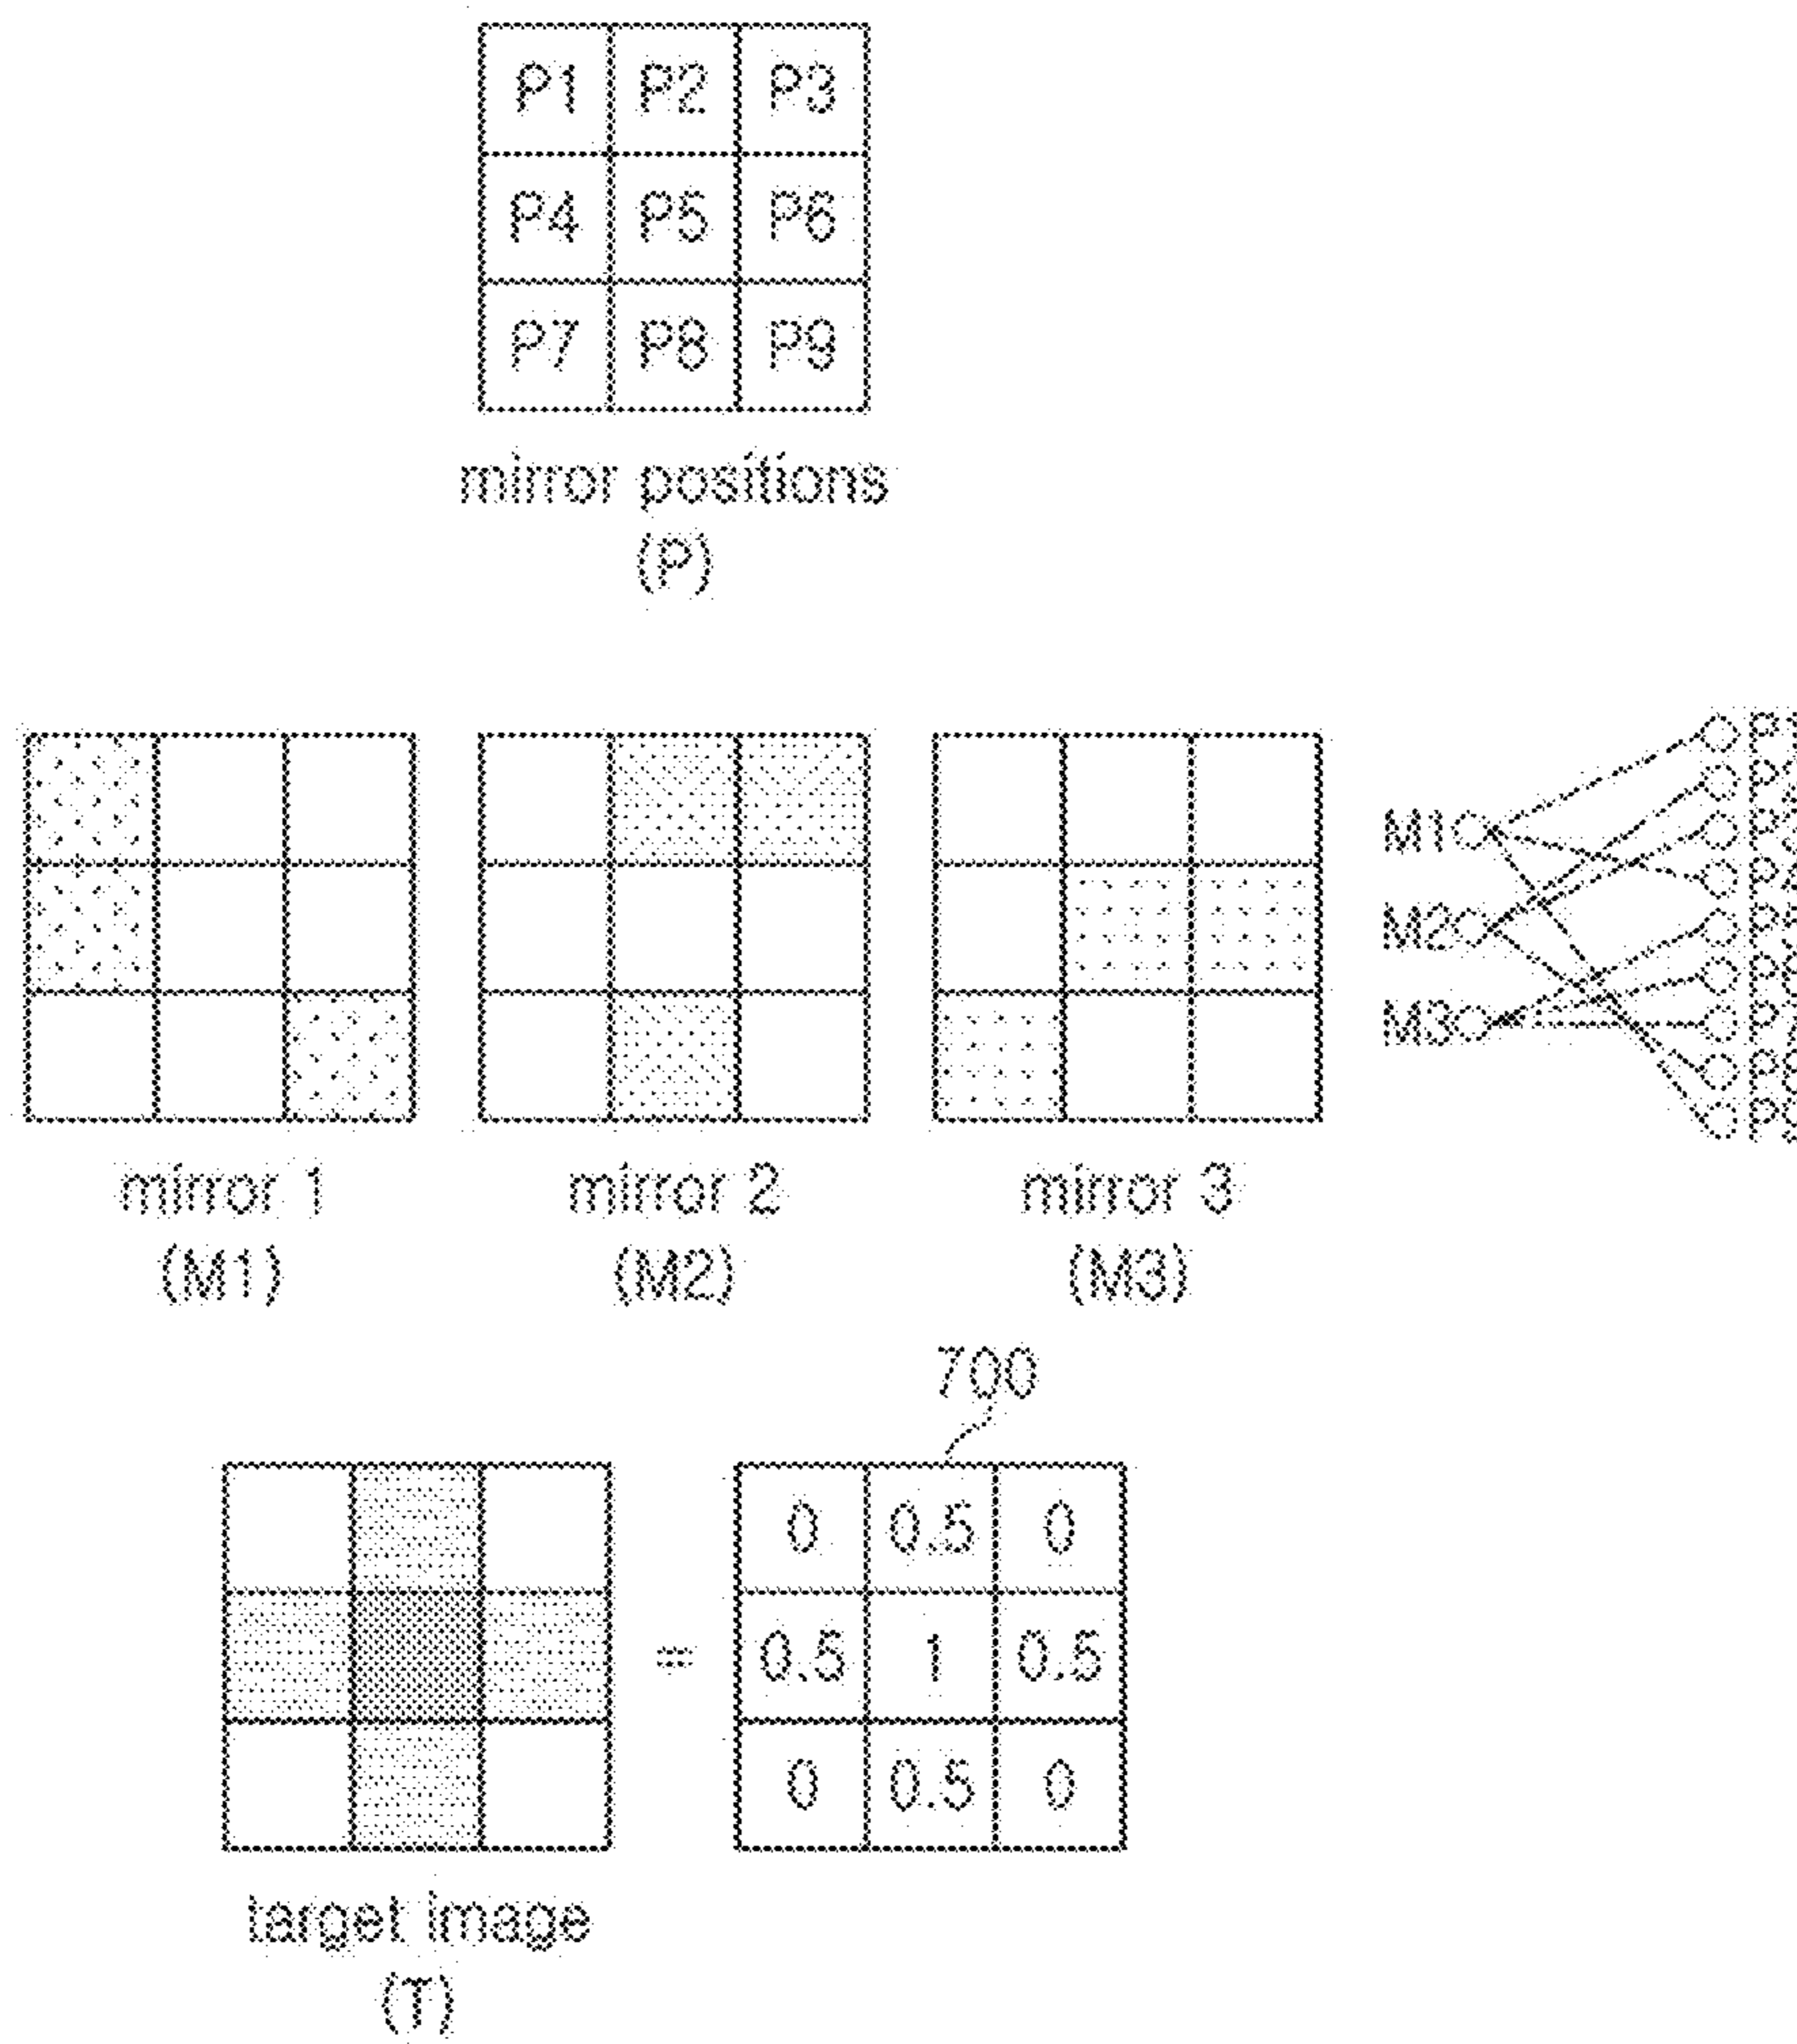 P1 P2 P3
P4 P5 P6
P7 P8 P9
mirror positions
(P)
M1
M2
M3
mirror 1
(M1)
mirror 2
(M2)
mirror 3
(M3)
700
0 0.5 0
0.5 1 0.5
0 0.5 0
=
target image
(T)